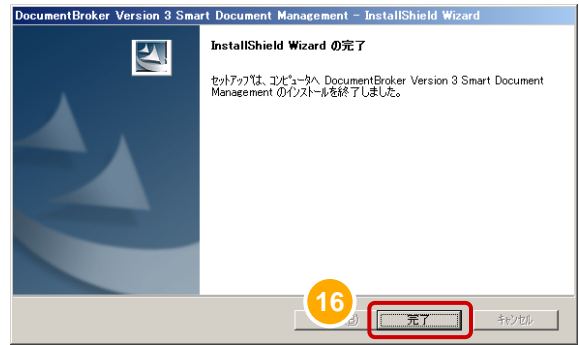 DocumentBroker Version 3 Smart Document Management - InstallShield Wizard
InstallShield Wizard の完了
セットアップは、コンピュータへ DocumentBroker Version 3 Smart Document
Management のインストールを終了しました。
16
完了
キャンセル